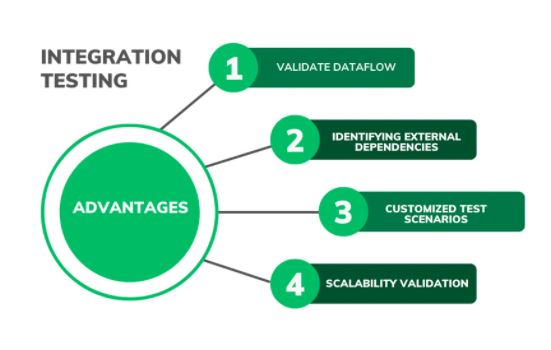 INTEGRATION
TESTING
ADVANTAGES
1
VALIDATE DATAFLOW
2
IDENTIFYING EXTERNAL
DEPENDENCIES
3
CUSTOMIZED TEST
SCENARIOS
4
SCALABILITY VALIDATION